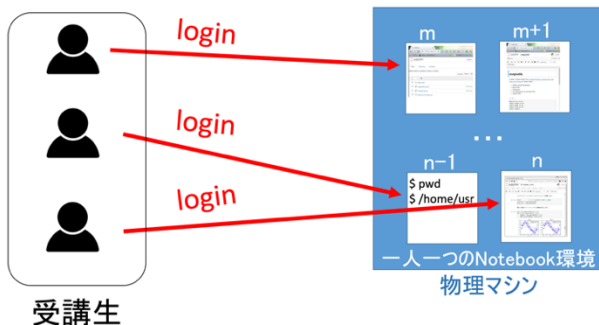 login
login
login
受講生
m
m+1
...
n-1
n
$ pwd
$ /home/usr
一人一つのNotebook環境
物理マシン